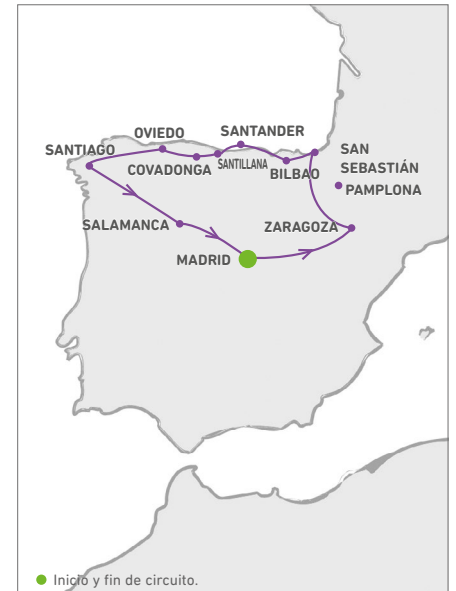 OVIEDO
SANTANDER
SANTIAGO
SAN
SEBASTIÁN
COVADONGA
SANTILLANA
BILBAO
PAMPLONA
SALAMANCA
ZARAGOZA
MADRID
Inicio y fin de circuito.